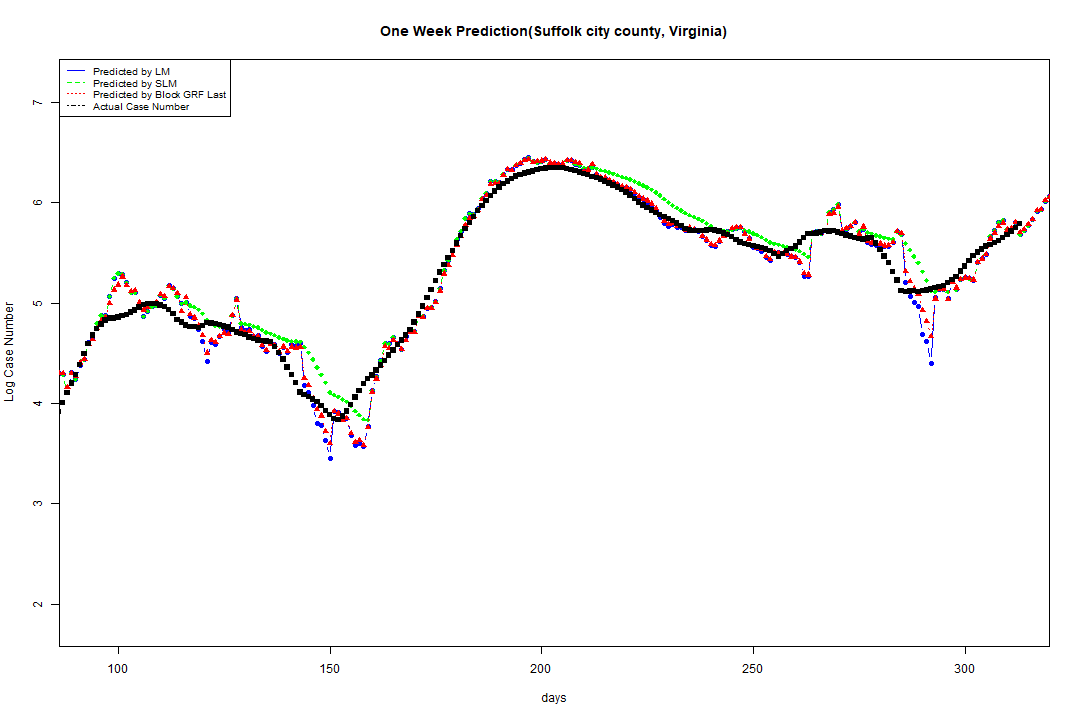 One Week Prediction(Suffolk city county, Virginia)
Predicted by LM
Predicted by SLM
Predicted by Block GRF Last
Actual Case Number
7
6
5
4
3
2
Log Case Number
100 150 200 250 300
days